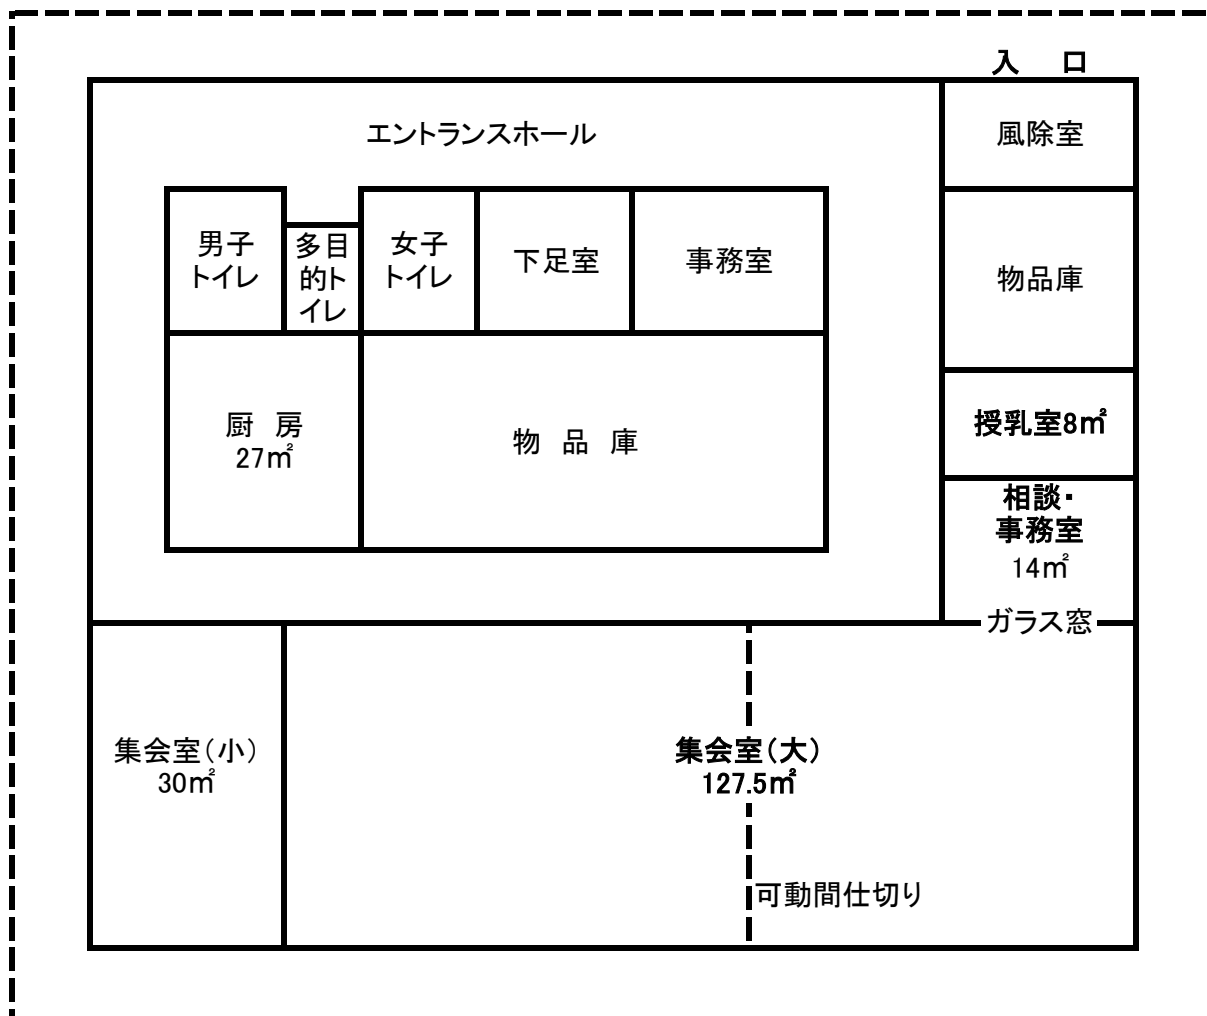 入　口
エントランスホール
風除室
男子
トイレ
多目
的ト
イレ
女子
トイレ
下足室
事務室
物品庫
厨　房
27㎡
物　品　庫
授乳室8㎡
相談・
事務室
14㎡
ガラス窓
集会室（小）
30㎡
集会室（大）
127.5㎡
可動間仕切り